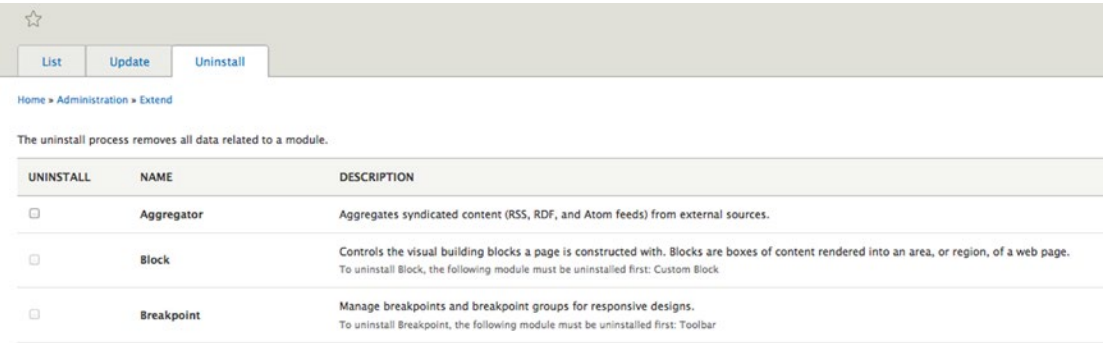 List Update Uninstall
Home » Administration » Extend
The uninstall process removes all data related to a module.
UNINSTALL NAME DESCRIPTION
Aggregator Aggregates syndicated content (RSS, RDF, and Atom feeds) from external sources.
Block Controls the visual building blocks a page is constructed with. Blocks are boxes of content rendered into an area, or region, of a web page.
To uninstall Block, the following module must be uninstalled first: Custom Block
Breakpoint Manage breakpoints and breakpoint groups for responsive designs.
To uninstall Breakpoint, the following module must be uninstalled first: Toolbar